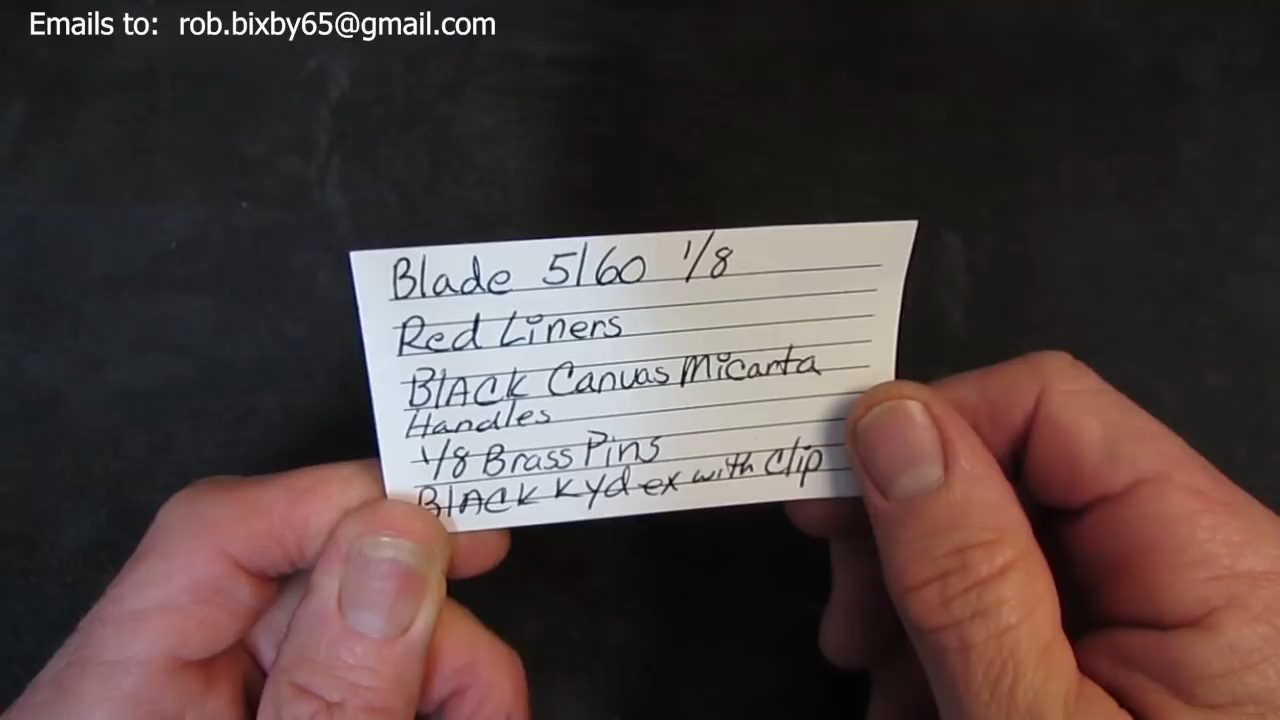 Emails to: rob.bixby65@gmail.com
Blade 5160 1/8
Red Liners
BlACK Canvas Micarta
Handles
1/8 Brass Pins
BlACK Kydex with Clip